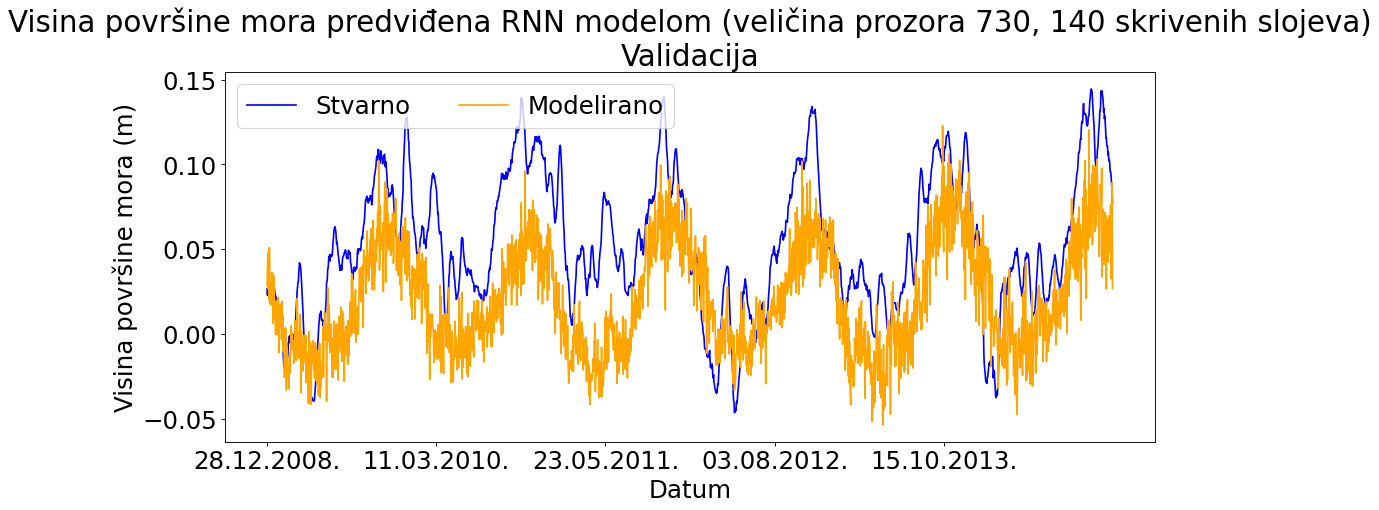 Visina površine mora predviđena RNN modelom (veličina prozora 730, 140 skrivenih slojeva)
Validacija
Stvarno
Modelirano
Visina površine mora (m)
0.15
0.10
0.05
0.00
−0.05
28.12.2008.
11.03.2010.
23.05.2011.
03.08.2012.
15.10.2013.
Datum